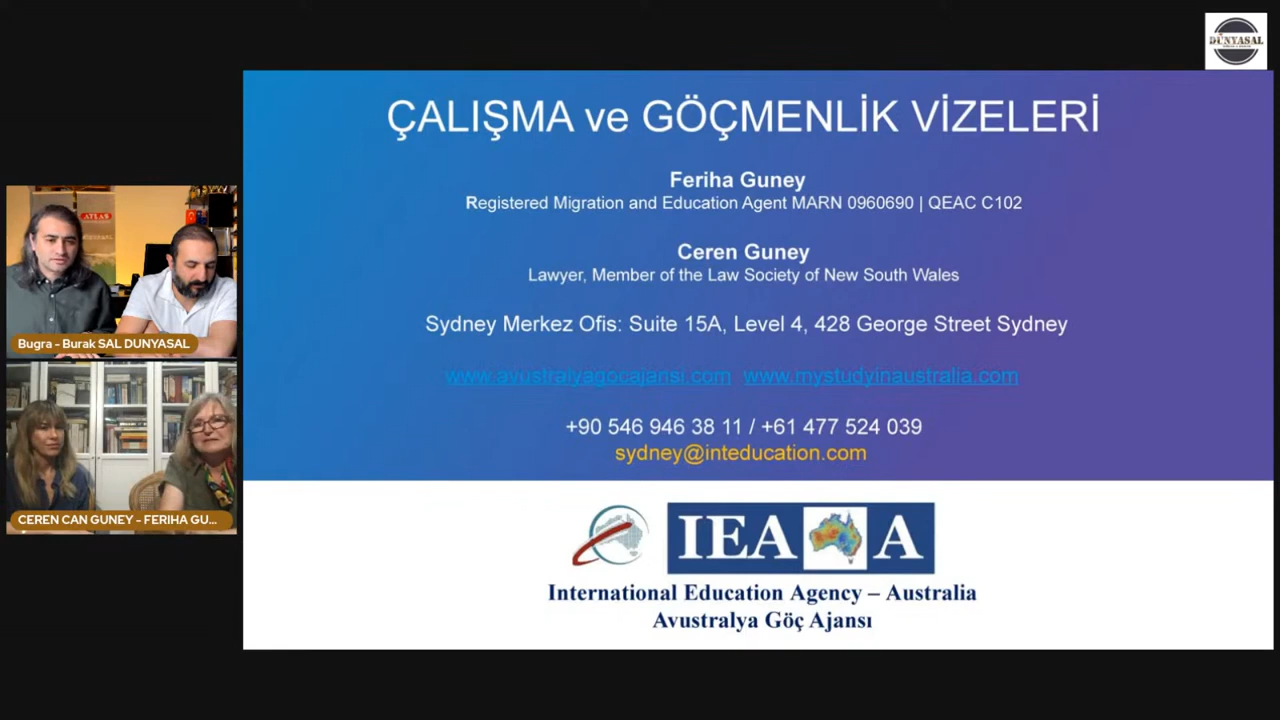 DÜNYASAL
ÇALIŞMA ve GÖÇMENLİK VİZELERİ
Feriha Guney
Registered Migration and Education Agent MARN 0960690 | QEAC C102
Ceren Guney
Lawyer, Member of the Law Society of New South Wales
Sydney Merkez Ofis: Suite 15A, Level 4, 428 George Street Sydney
www.avustralyagocajansi.com www.mystudyinaustralia.com
+90 546 946 38 11 / +61 477 524 039
sydney@inteducation.com
IEA A
International Education Agency – Australia
Avustralya Göç Ajansı
ATLAS
Bugra - Burak SAL DUNYASAL
CEREN CAN GUNEY - FERIHA GU...